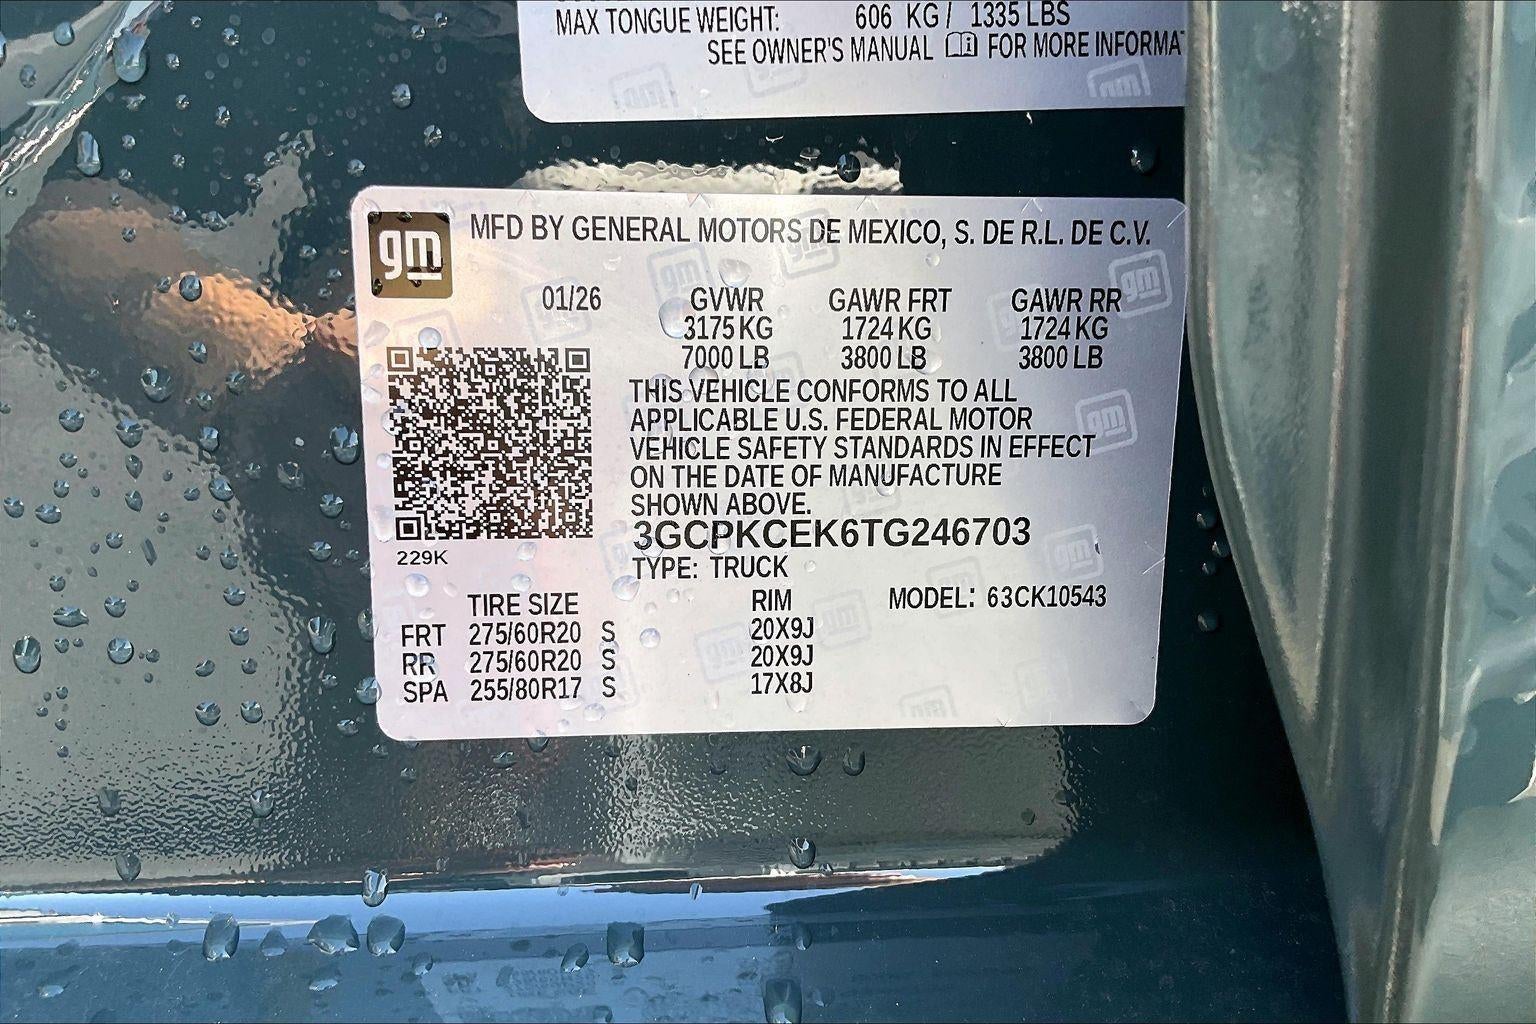 MAX TONGUE WEIGHT: 606 KG / 1335 LBS
SEE OWNER'S MANUAL FOR MORE
gm MFD BY GENERAL MOTORS DE MEXICO, S. DE R.L. DE C.V.
01/26 GVWR GAWR FRT GAWR RR
3175 KG 1724 KG 1724 KG
7000 LB 3800 LB 3800 LB
THIS VEHICLE CONFORMS TO ALL
APPLICABLE U.S. FEDERAL MOTOR
VEHICLE SAFETY STANDARDS IN EFFECT
ON THE DATE OF MANUFACTURE
SHOWN ABOVE.
3GCPKCEK6TG246703
229K
TYPE: TRUCK
TIRE SIZE RIM MODEL: 63CK10543
FRT 275/60R20 S 20X9J
RR 275/60R20 S 20X9J
SPA 255/80R17 S 17X8J